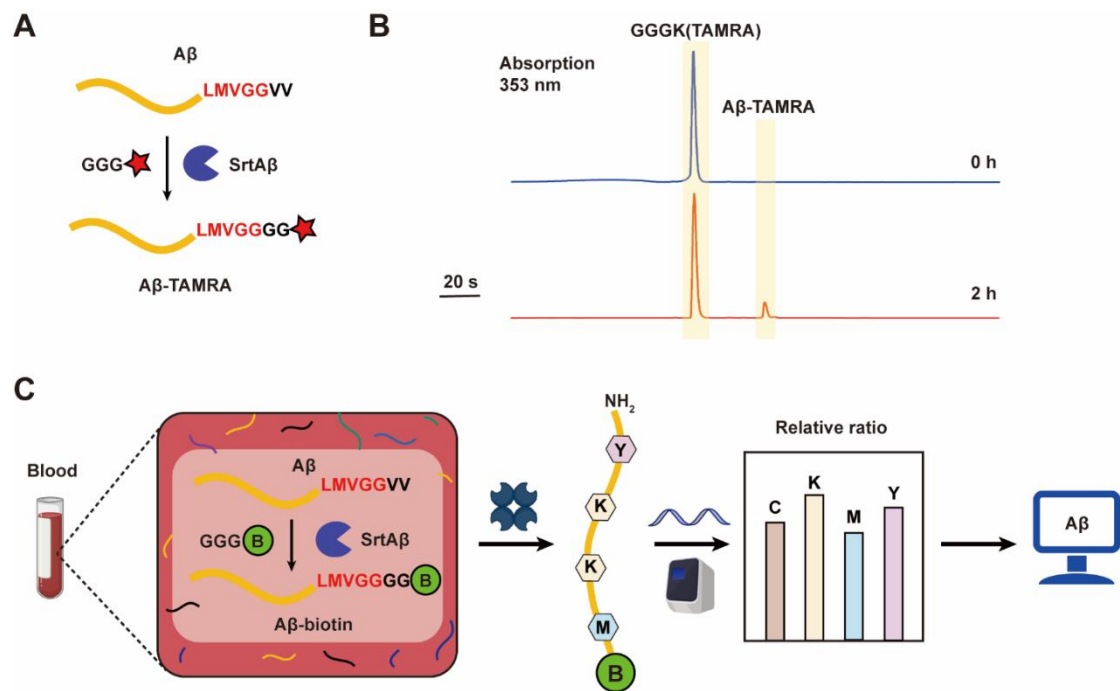 A
Aβ
LMVGGVV
GGG
SrtAβ
LMVGGGG
Aβ-TAMRA
B
GGGK(TAMRA)
Absorption
353 nm
Aβ-TAMRA
0 h
20 s
2 h
C
Blood
Aβ
LMVGGVV
GGG B
SrtAβ
LMVGGGG B
Aβ-biotin
NH2
Y
K
K
M
B
Relative ratio
C
K
M
Y
Aβ